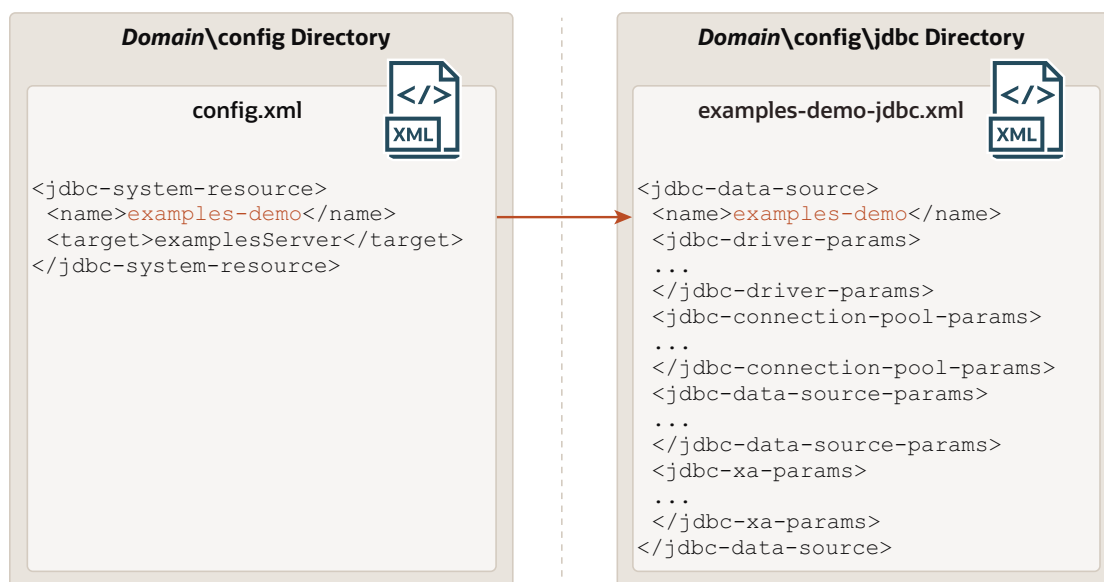 Domain\config Directory
config.xml
</>
XML
<jdbc-system-resource>
<name>examples-demo</name>
<target>examplesServer</target>
</jdbc-system-resource>
Domain\config\jdbc Directory
examples-demo-jdbc.xml
</>
XML
<jdbc-data-source>
<name>examples-demo</name>
<jdbc-driver-params>
...
</jdbc-driver-params>
<jdbc-connection-pool-params>
...
</jdbc-connection-pool-params>
<jdbc-data-source-params>
...
</jdbc-data-source-params>
<jdbc-xa-params>
...
</jdbc-xa-params>
</jdbc-data-source>